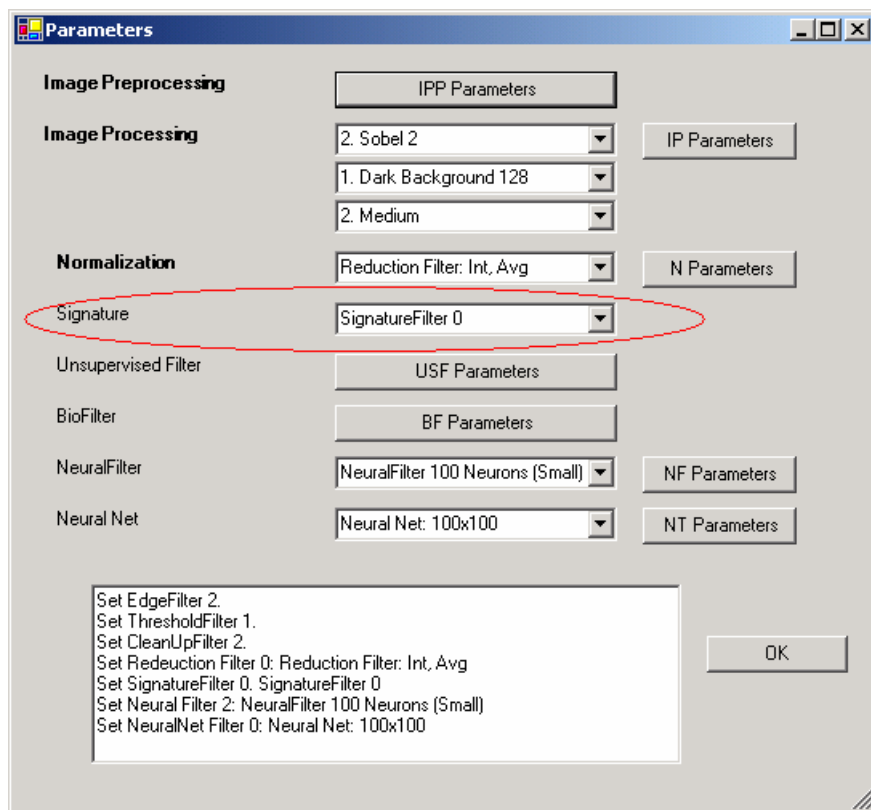 Parameters
Image Preprocessing
IPP Parameters
Image Processing
2. Sobel 2
IP Parameters
1. Dark Background 128
2. Medium
Normalization
Reduction Filter: Int, Avg
N Parameters
Signature
SignatureFilter 0
Unsupervised Filter
USF Parameters
BioFilter
BF Parameters
NeuralFilter
NeuralFilter 100 Neurons (Small)
NF Parameters
Neural Net
Neural Net: 100x100
NT Parameters
Set EdgeFilter 2.
Set ThresholdFilter 1.
Set CleanUpFilter 2.
Set Redeuction Filter 0: Reduction Filter: Int, Avg
Set SignatureFilter 0. SignatureFilter 0
Set Neural Filter 2: NeuralFilter 100 Neurons (Small)
Set NeuralNet Filter 0: Neural Net: 100x100
OK